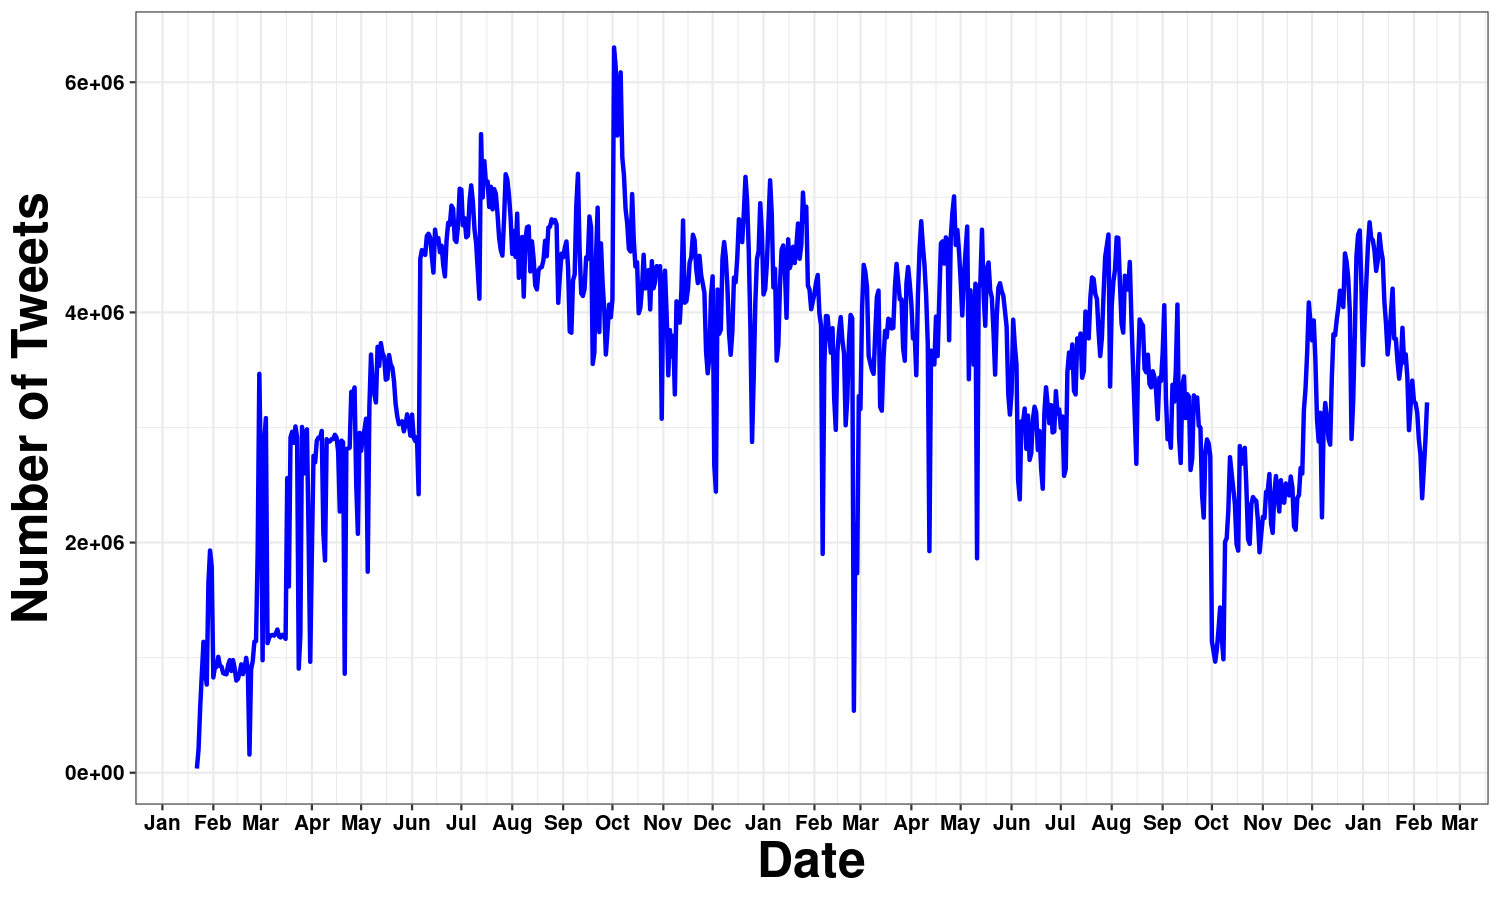 Number of Tweets
6e+06
4e+06
2e+06
0e+00
Jan Feb Mar Apr May Jun Jul Aug Sep Oct Nov Dec Jan Feb Mar Apr May Jun Jul Aug Sep Oct Nov Dec Jan Feb Mar
Date